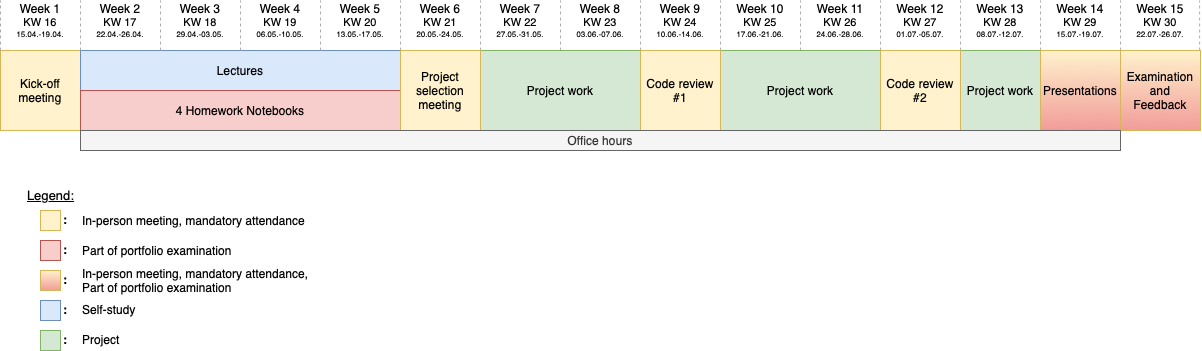 Week 1 Week 2 Week 3 Week 4 Week 5 Week 6 Week 7 Week 8 Week 9 Week 10 Week 11 Week 12 Week 13 Week 14 Week 15
KW 16 KW 17 KW 18 KW 19 KW 20 KW 21 KW 22 KW 23 KW 24 KW 25 KW 26 KW 27 KW 28 KW 29 KW 30
15.04.-19.04. 22.04.-26.04. 29.04.-03.05. 06.05.-10.05. 13.05.-17.05. 20.05.-24.05. 27.05.-31.05. 03.06.-07.06. 10.06.-14.06. 17.06.-21.06. 24.06.-28.06. 01.07.-05.07. 08.07.-12.07. 15.07.-19.07. 22.07.-26.07.
Kick-off
meeting
Lectures
4 Homework Notebooks
Project
selection
meeting
Project work
Code review
#1
Project work
Code review
#2
Project work
Presentations
Examination
and
Feedback
Office hours
Legend:
: In-person meeting, mandatory attendance
: Part of portfolio examination
: In-person meeting, mandatory attendance,
Part of portfolio examination
: Self-study
: Project